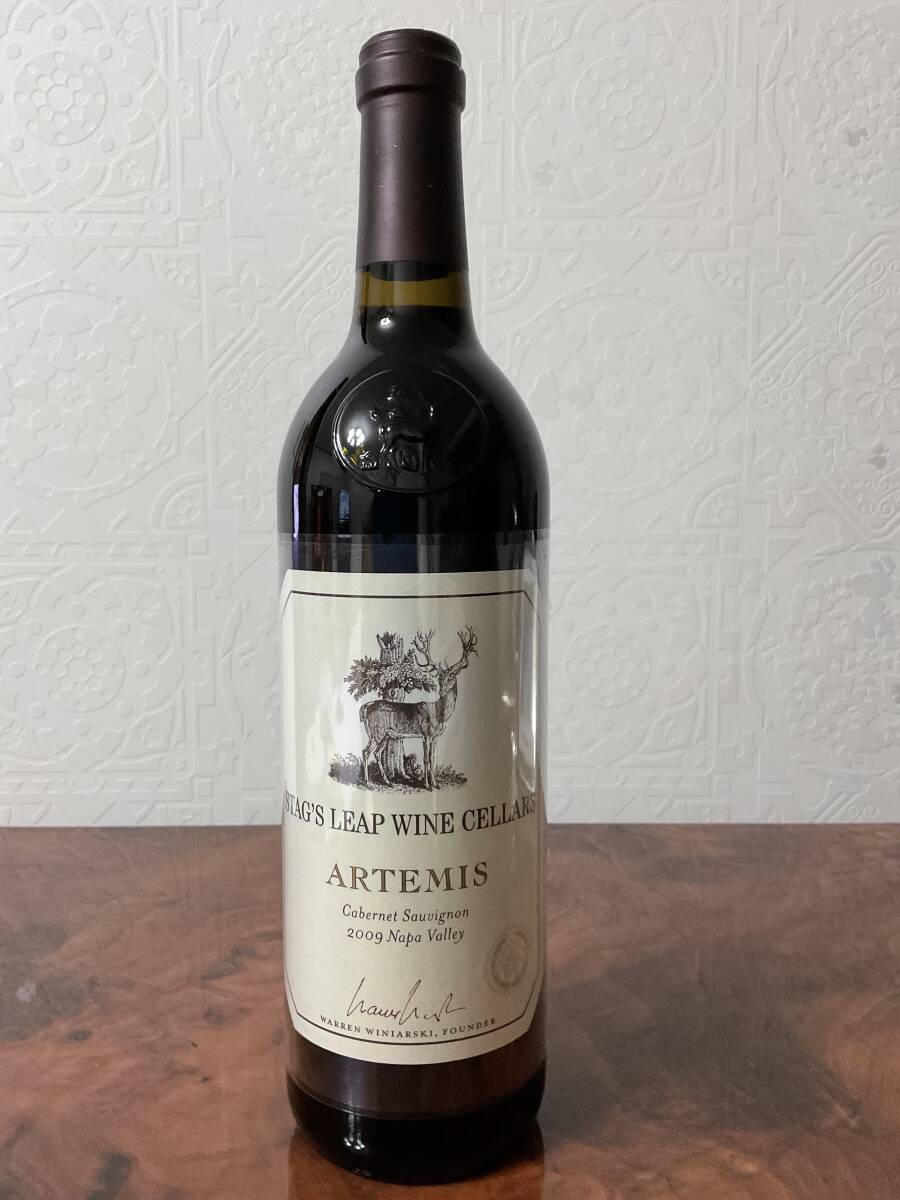 STAG'S LEAP WINE CELLARS
ARTEMIS
Cabernet Sauvignon
2009 Napa Valley
WARREN WINIARSKI, FOUNDER